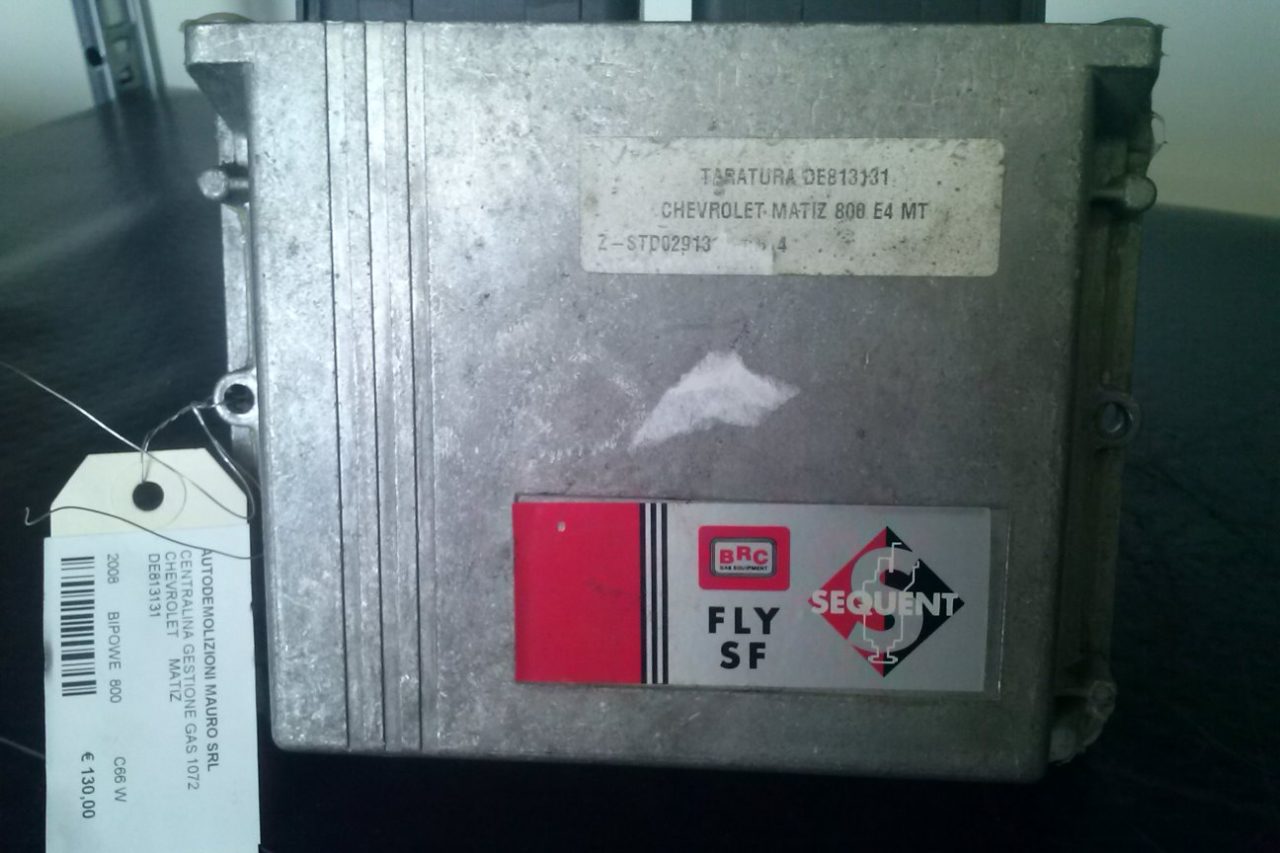 TARATURA DE813131
CHEVROLET MATIZ 800 E4 MT
Z-STD02913 4
BRC
GAS EQUIPMENT
FLY
SF
SEQUENT
AUTODEMOLIZIONI MAURO SRL
CENTRALINA GESTIONE GAS 1072
CHEVROLET MATIZ
DE813131
2008 BIPOWE 800 C66 W
€ 130,00